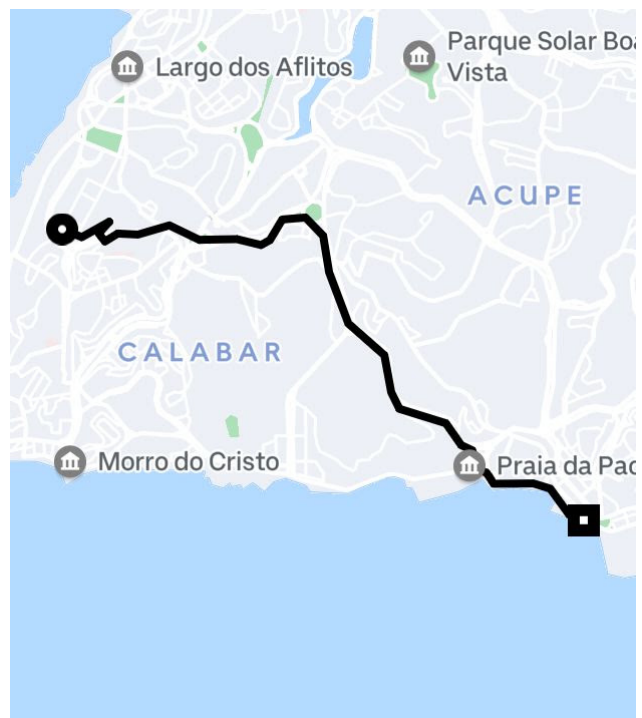 Parque Solar Boa
Vista
Largo dos Aflitos
ACUPE
CALABAR
Morro do Cristo
Praia da Pac